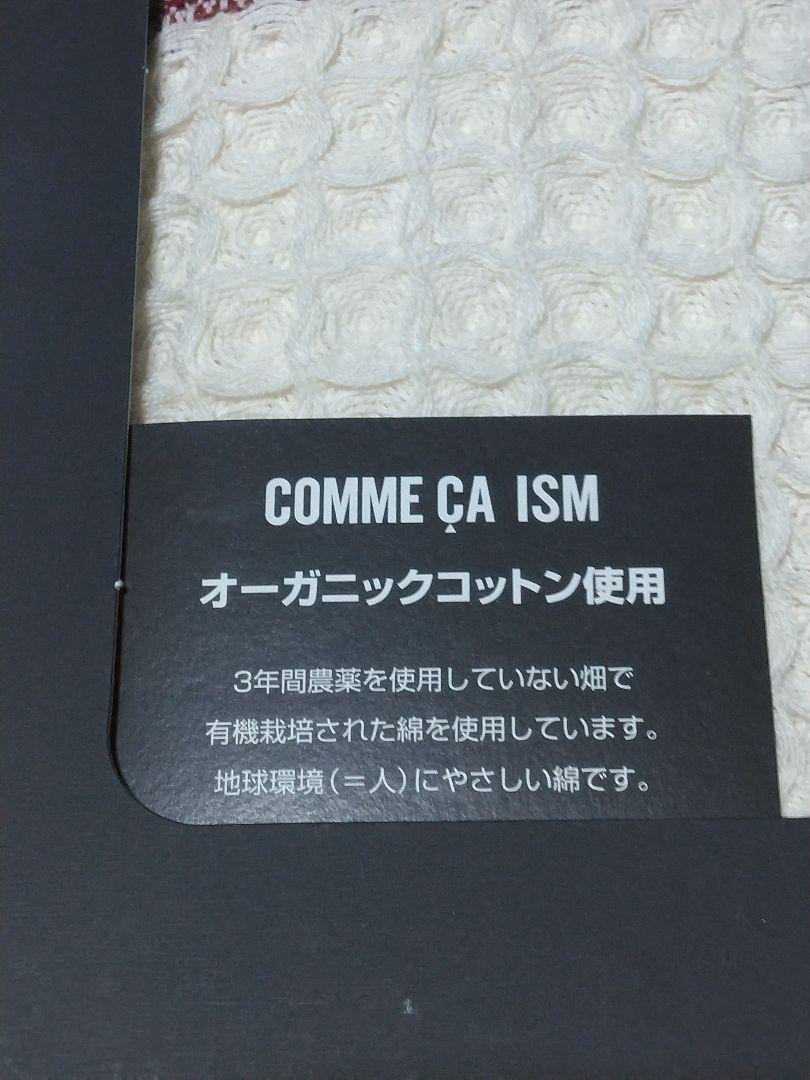 COMME ÇA ISM
オーガニックコットン使用
3年間農薬を使用していない畑で
有機栽培された綿を使用しています。
地球環境(=人)にやさしい綿です。